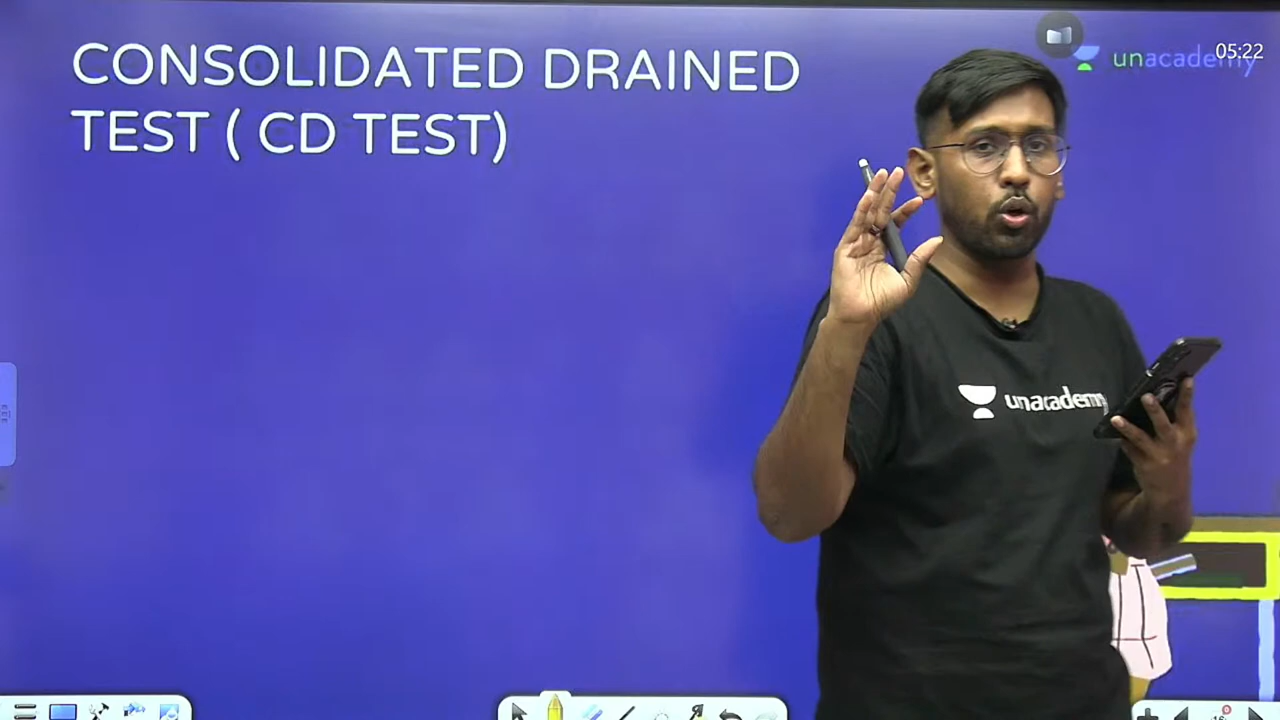 CONSOLIDATED DRAINED
TEST ( CD TEST)
unacademy
05:22
unacademy